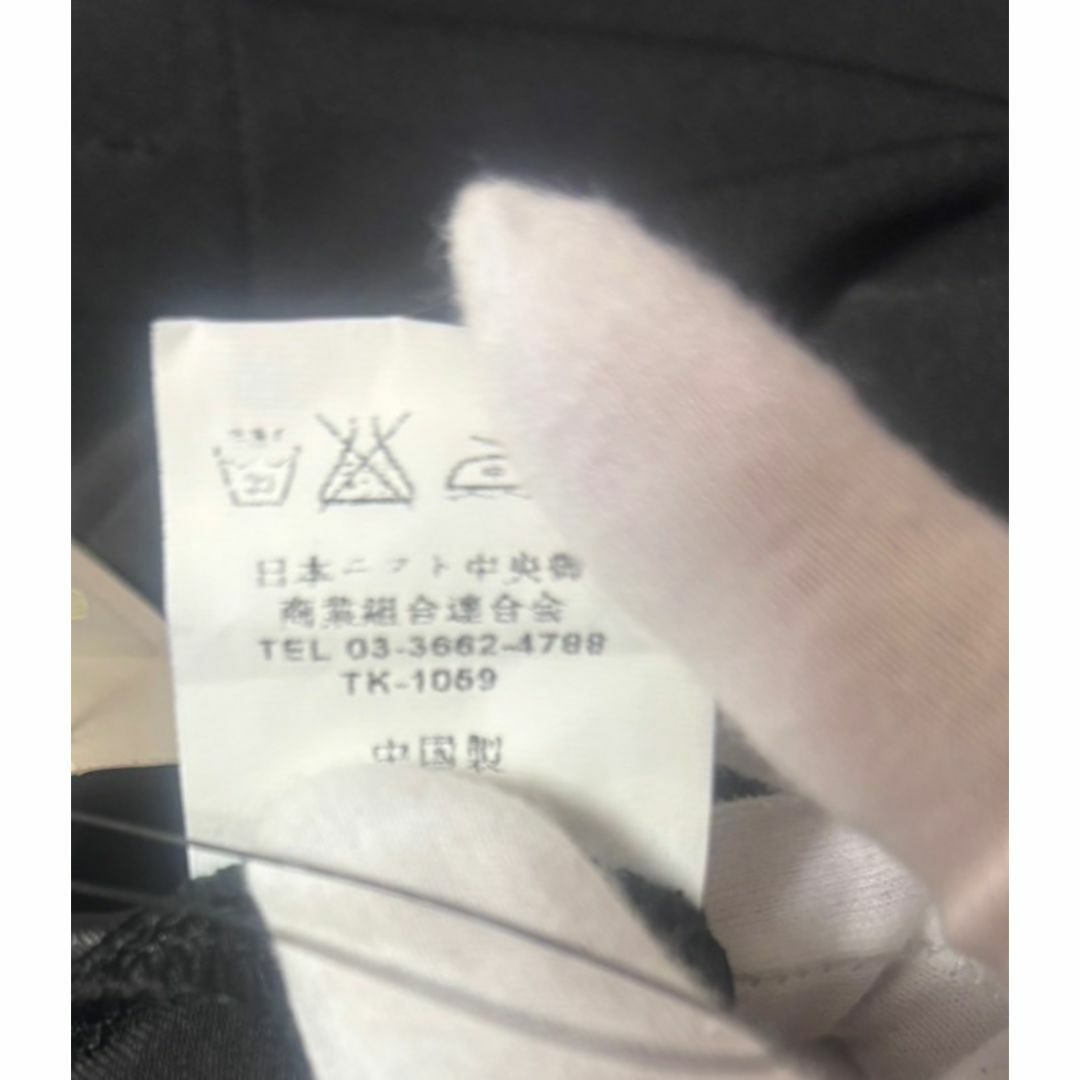 日本ニット中央卸
商業組合連合会
TEL 03-3662-4788
TK-1059
中国製